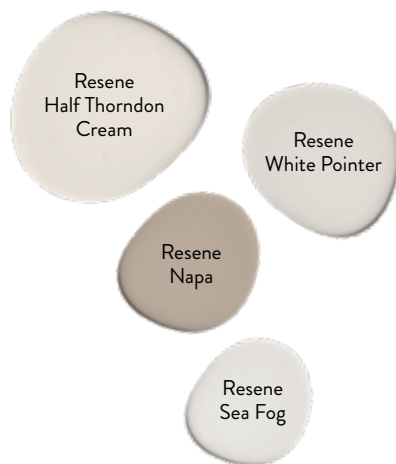 Resene
Half Thorndon
Cream
Resene
White Pointer
Resene
Napa
Resene
Sea Fog